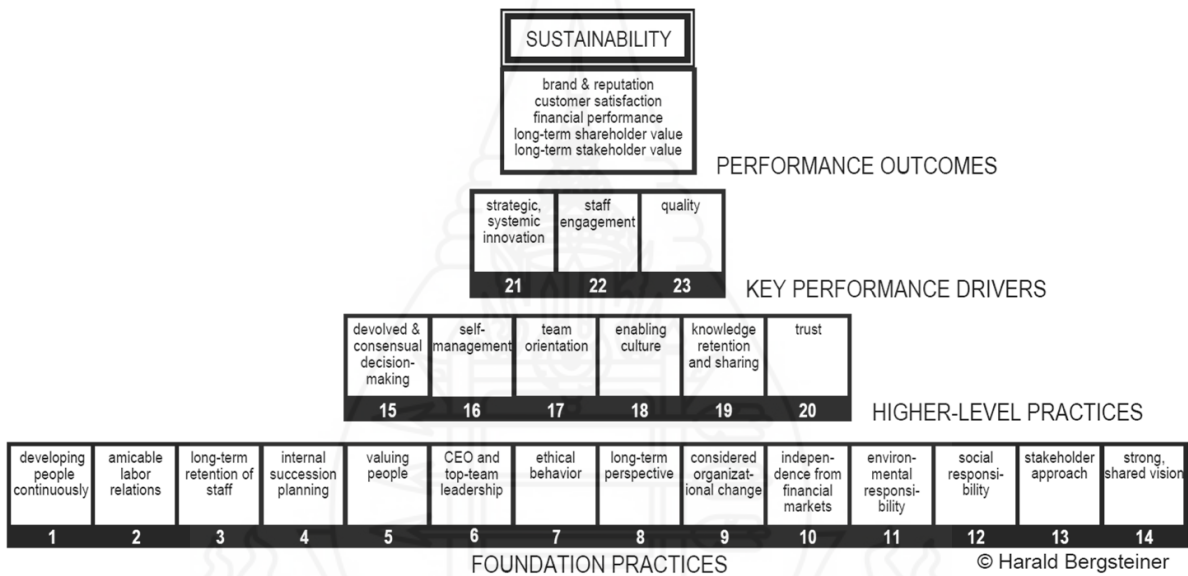 SUSTAINABILITY
brand & reputation
customer satisfaction
financial performance
long-term shareholder value
long-term stakeholder value
PERFORMANCE OUTCOMES
strategic,
systemic
innovation
21
staff
engagement
22
quality
23
KEY PERFORMANCE DRIVERS
devolved &
consensual
decision-
making
15
self-
management
16
team
orientation
17
enabling
culture
18
knowledge
retention
and sharing
19
trust
20
HIGHER-LEVEL PRACTICES
developing
people
continuously
1
amicable
labor
relations
2
long-term
retention of
staff
3
internal
succession
planning
4
valuing
people
5
CEO and
top-team
leadership
6
ethical
behavior
7
long-term
perspective
8
considered
organizat-
ional change
9
indepen-
dence from
financial
markets
10
environ-
mental
responsi-
bility
11
social
responsi-
bility
12
stakeholder
approach
13
strong,
shared vision
14
FOUNDATION PRACTICES
© Harald Bergsteiner